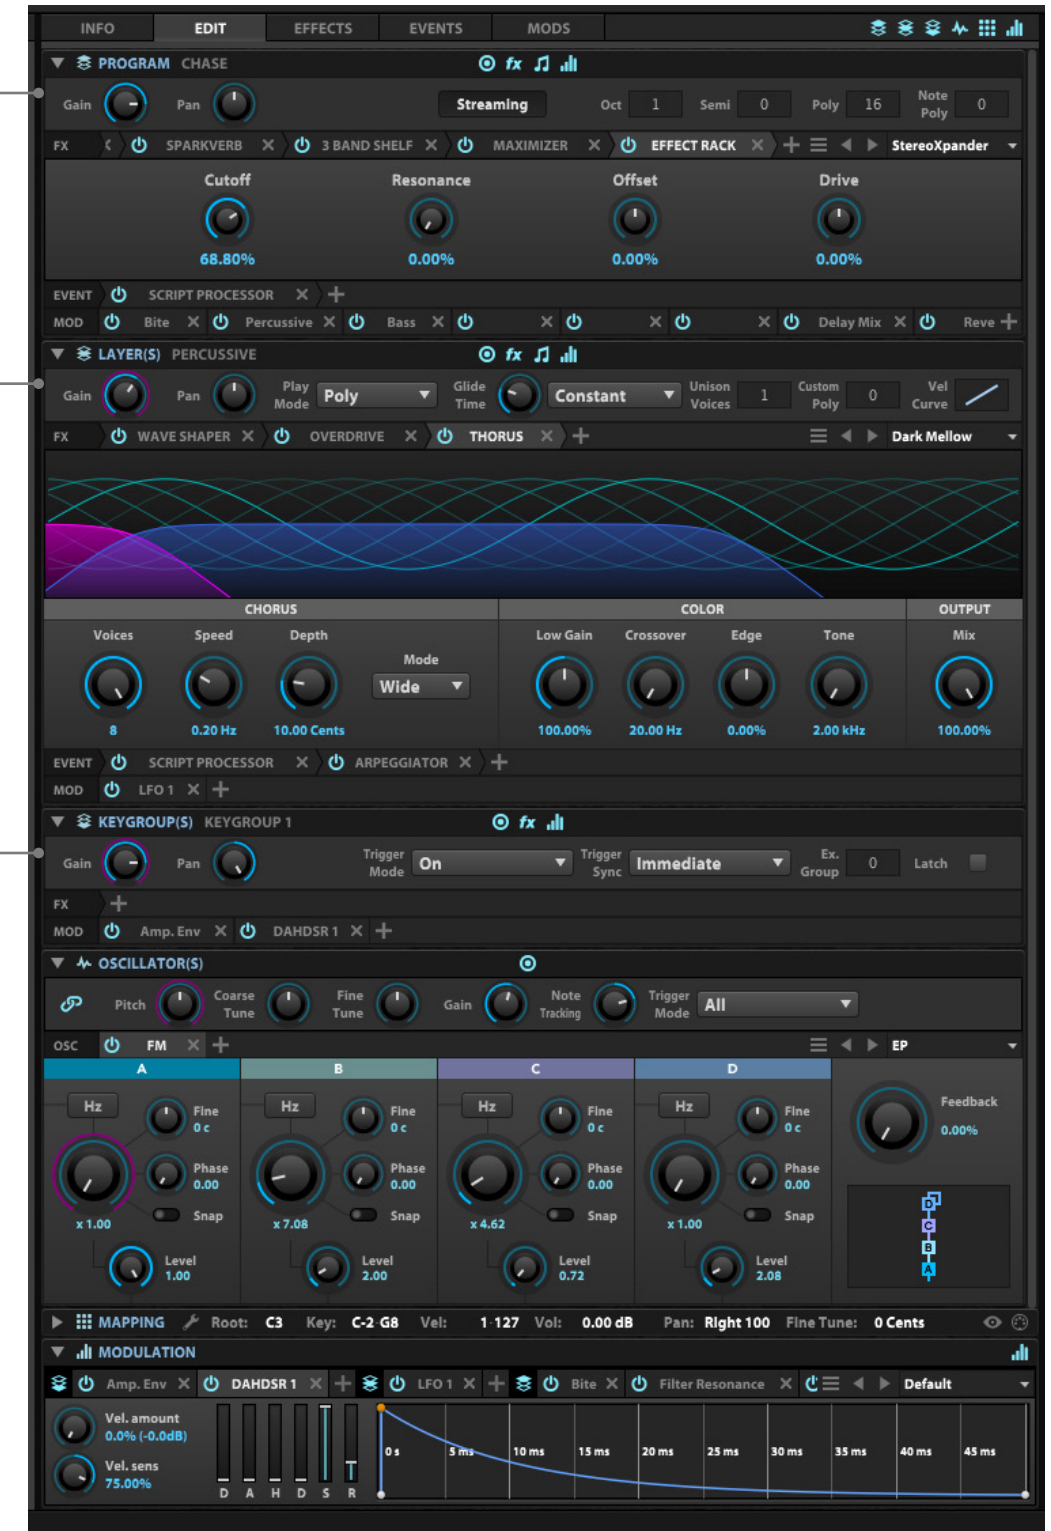 INFO EDIT EFFECTS EVENTS MODS
PROGRAM CHASE fx
Gain Pan Streaming Oct 1 Semi 0 Poly 16 Note Poly 0
FX SPARKVERB 3 BAND SHELF MAXIMIZER EFFECT RACK StereoXpander
Cutoff Resonance Offset Drive
68.80% 0.00% 0.00% 0.00%
EVENT SCRIPT PROCESSOR
MOD Bite Percussive Bass Delay Mix Reve
LAYER(S) PERCUSSIVE fx
Gain Pan Play Mode Poly Glide Time Constant Unison Voices 1 Custom Poly 0 Vel Curve
FX WAVE SHAPER OVERDRIVE THORUS Dark Mellow
CHORUS COLOR OUTPUT
Voices Speed Depth Mode Wide Low Gain Crossover Edge Tone Mix
8 0.20 Hz 10.00 Cents 100.00% 20.00 Hz 0.00% 2.00 kHz 100.00%
EVENT SCRIPT PROCESSOR ARPEGGIATOR
MOD LFO 1
KEYGROUP(S) KEYGROUP 1 fx
Gain Pan Trigger Mode On Trigger Sync Immediate Ex. Group 0 Latch
FX
MOD Amp. Env DAHDSR 1
OSCILLATOR(S)
Pitch Coarse Tune Fine Tune Gain Note Tracking Trigger Mode All
OSC FM EP
A B C D
Hz Fine 0 c Hz Fine 0 c Hz Fine 0 c Hz Fine 0 c Feedback 0.00%
Phase 0.00 Phase 0.00 Phase 0.00 Phase 0.00
x 1.00 Snap x 7.08 Snap x 4.62 Snap x 1.00 Snap
Level 1.00 Level 2.00 Level 0.72 Level 2.08
D
C
B
A
MAPPING Root: C3 Key: C-2 G8 Vel: 1-127 Vol: 0.00 dB Pan: Right 100 Fine Tune: 0 Cents
MODULATION
Amp. Env DAHDSR 1 LFO 1 Bite Filter Resonance Default
Vel. amount
0.0% (-0.0dB)
Vel. sens
75.00%
D A H D S R
0 s 5 ms 10 ms 15 ms 20 ms 25 ms 30 ms 35 ms 40 ms 45 ms